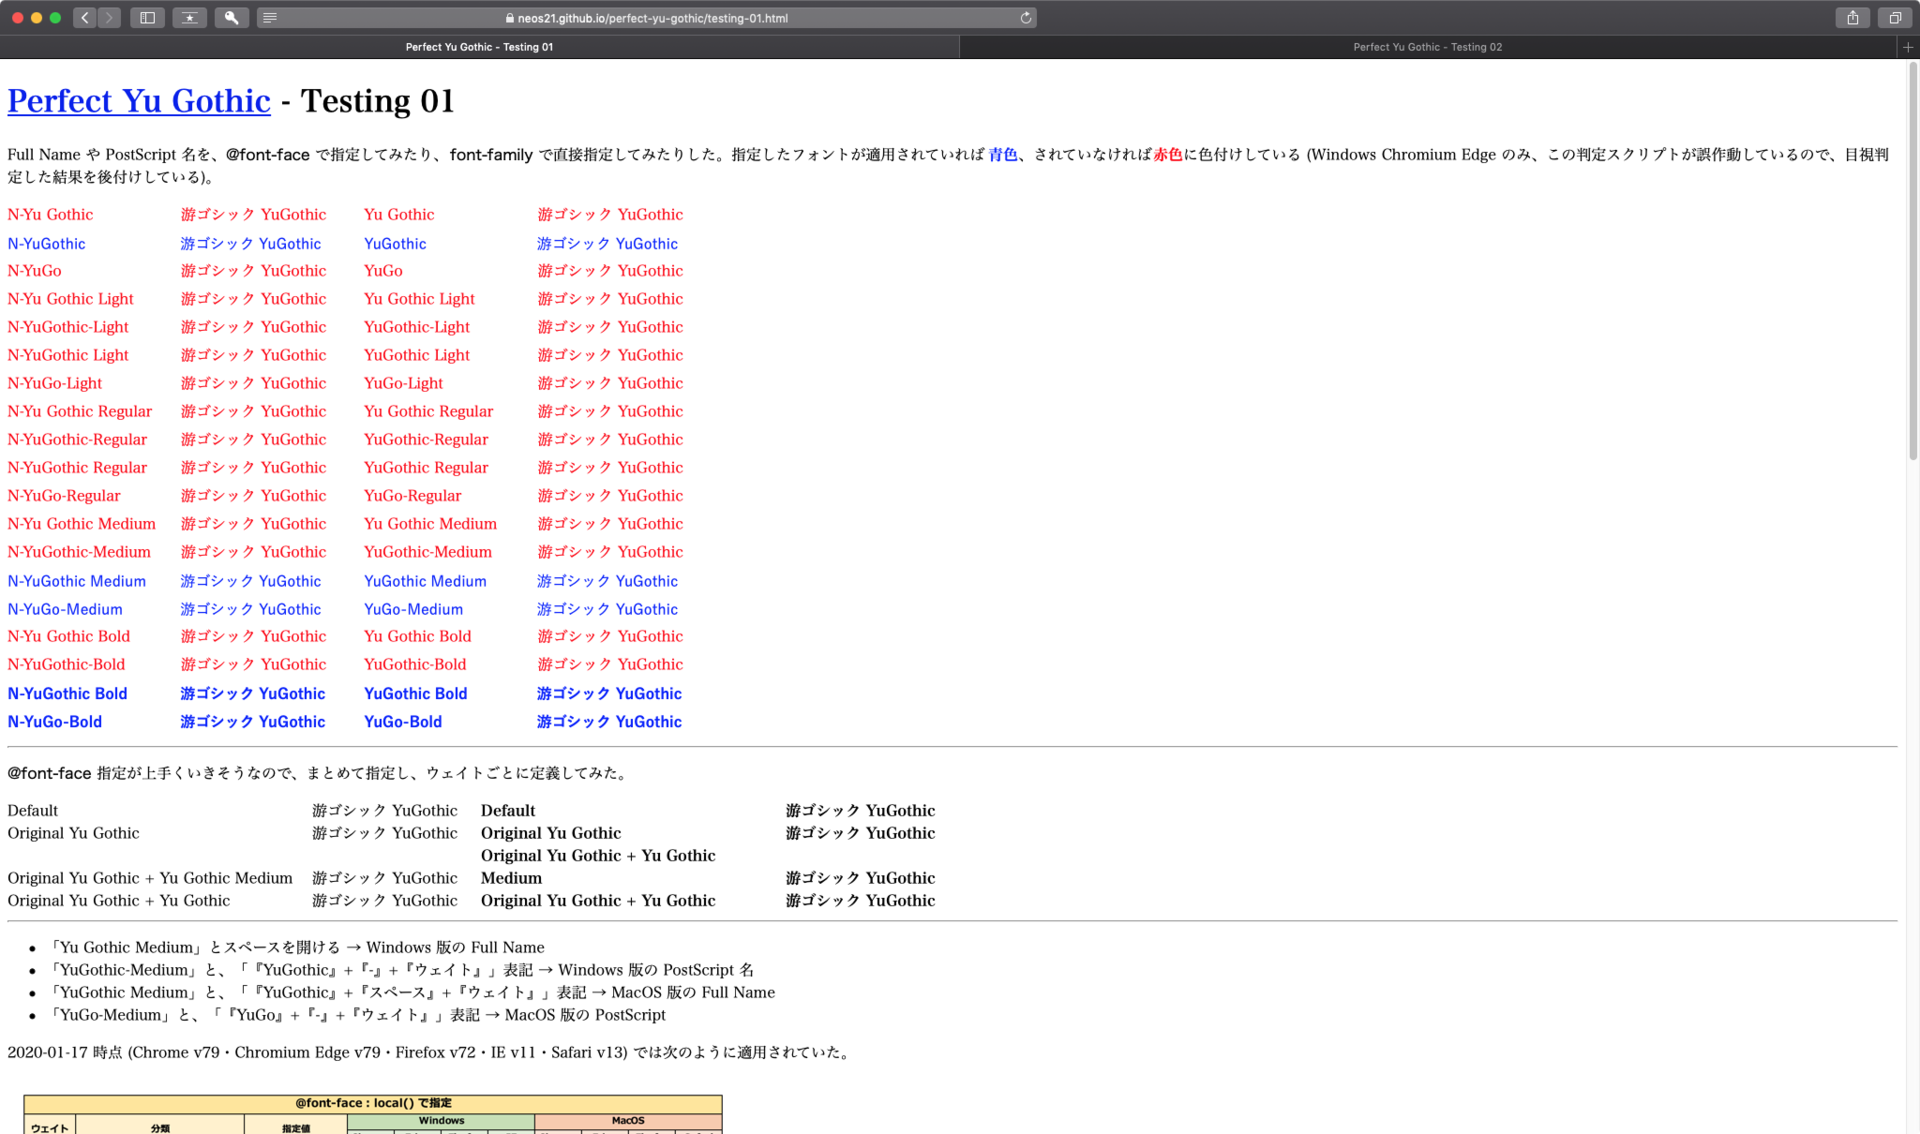 neos21.github.io/perfect-yu-gothic/testing-01.html
Perfect Yu Gothic - Testing 01
Perfect Yu Gothic - Testing 02
Perfect Yu Gothic - Testing 01
Full Name や PostScript 名を、@font-face で指定してみたり、font-family で直接指定してみたりした。指定したフォントが適用されていれば 青色、されていなければ赤色に色付けしている (Windows Chromium Edge のみ、この判定スクリプトが誤作動しているので、目視判
定した結果を後付けしている)。
N-Yu Gothic 游ゴシック YuGothic Yu Gothic 游ゴシック YuGothic
N-YuGothic 游ゴシック YuGothic YuGothic 游ゴシック YuGothic
N-YuGo 游ゴシック YuGothic YuGo 游ゴシック YuGothic
N-Yu Gothic Light 游ゴシック YuGothic Yu Gothic Light 游ゴシック YuGothic
N-YuGothic-Light 游ゴシック YuGothic YuGothic-Light 游ゴシック YuGothic
N-YuGothic Light 游ゴシック YuGothic YuGothic Light 游ゴシック YuGothic
N-YuGo-Light 游ゴシック YuGothic YuGo-Light 游ゴシック YuGothic
N-Yu Gothic Regular 游ゴシック YuGothic Yu Gothic Regular 游ゴシック YuGothic
N-YuGothic-Regular 游ゴシック YuGothic YuGothic-Regular 游ゴシック YuGothic
N-YuGothic Regular 游ゴシック YuGothic YuGothic Regular 游ゴシック YuGothic
N-YuGo-Regular 游ゴシック YuGothic YuGo-Regular 游ゴシック YuGothic
N-Yu Gothic Medium 游ゴシック YuGothic Yu Gothic Medium 游ゴシック YuGothic
N-YuGothic-Medium 游ゴシック YuGothic YuGothic-Medium 游ゴシック YuGothic
N-YuGothic Medium 游ゴシック YuGothic YuGothic Medium 游ゴシック YuGothic
N-YuGo-Medium 游ゴシック YuGothic YuGo-Medium 游ゴシック YuGothic
N-Yu Gothic Bold 游ゴシック YuGothic Yu Gothic Bold 游ゴシック YuGothic
N-YuGothic-Bold 游ゴシック YuGothic YuGothic-Bold 游ゴシック YuGothic
N-YuGothic Bold 游ゴシック YuGothic YuGothic Bold 游ゴシック YuGothic
N-YuGo-Bold 游ゴシック YuGothic YuGo-Bold 游ゴシック YuGothic
@font-face 指定が上手くいきそうなので、まとめて指定し、ウェイトごとに定義してみた。
Default 游ゴシック YuGothic Default 游ゴシック YuGothic
Original Yu Gothic 游ゴシック YuGothic Original Yu Gothic 游ゴシック YuGothic
Original Yu Gothic + Yu Gothic
Original Yu Gothic + Yu Gothic Medium 游ゴシック YuGothic Medium 游ゴシック YuGothic
Original Yu Gothic + Yu Gothic 游ゴシック YuGothic Original Yu Gothic + Yu Gothic 游ゴシック YuGothic
• 「Yu Gothic Medium」とスペースを開ける → Windows 版の Full Name
• 「YuGothic-Medium」と、「『YuGothic』+『-』+『ウェイト』」表記 → Windows 版の PostScript 名
• 「YuGothic Medium」と、「『YuGothic』+『スペース』+『ウェイト』」表記 → MacOS 版の Full Name
• 「YuGo-Medium」と、「『YuGo』+『-』+『ウェイト』」表記 → MacOS 版の PostScript
2020-01-17 時点 (Chrome v79・Chromium Edge v79・Firefox v72・IE v11・Safari v13) では次のように適用されていた。
@font-face : local() で指定
Windows MacOS
ウェイト 分類 指定値